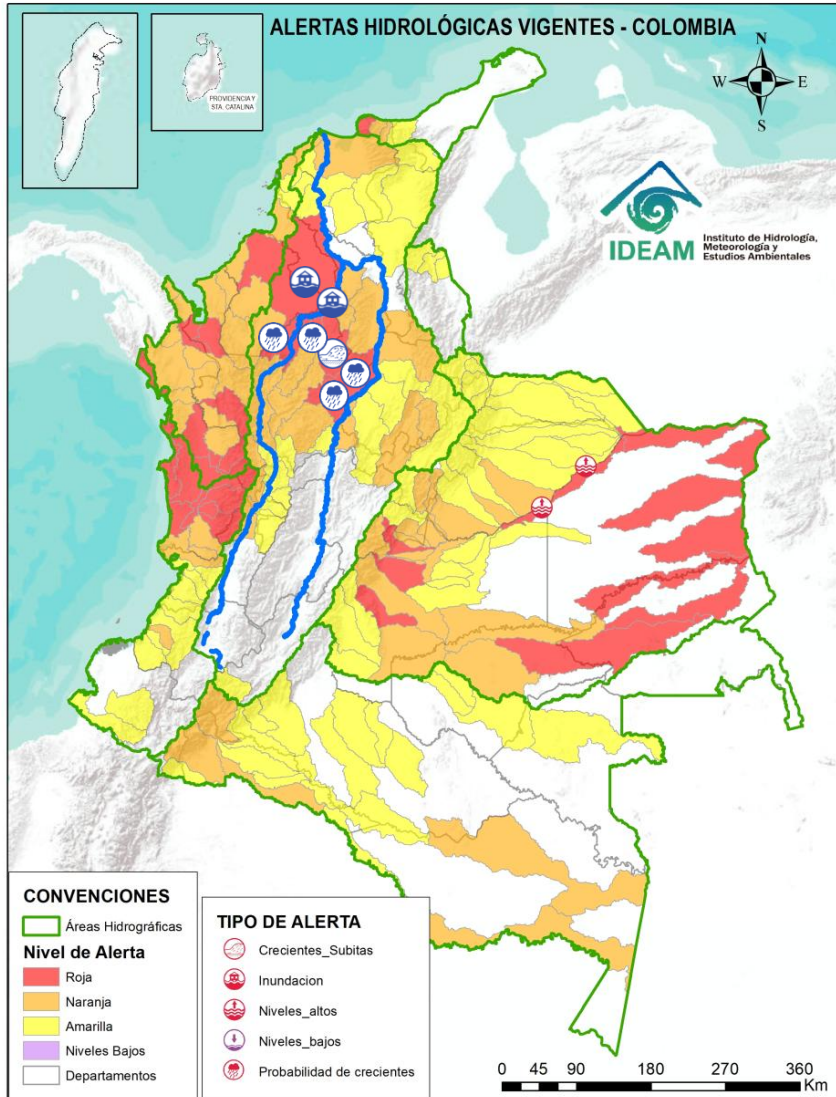 ALERTAS HIDROLÓGICAS VIGENTES - COLOMBIA
PROVIDENCIA Y
STA. CATALINA
N
W
E
S
IDEAM
Instituto de Hidrología,
Meteorología y
Estudios Ambientales
CONVENCIONES
Áreas Hidrográficas
Nivel de Alerta
Roja
Naranja
Amarilla
Niveles Bajos
Departamentos
TIPO DE ALERTA
Crecientes_Subitas
Inundacion
Niveles_altos
Niveles_bajos
Probabilidad de crecientes
0 45 90 180 270 360
Km